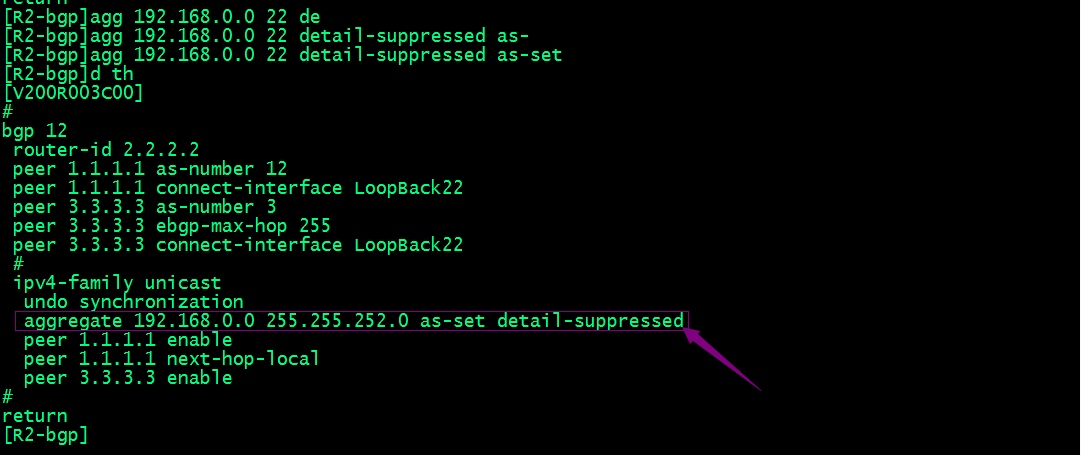 return
[R2-bgp]agg 192.168.0.0 22 de
[R2-bgp]agg 192.168.0.0 22 detail-suppressed as-
[R2-bgp]agg 192.168.0.0 22 detail-suppressed as-set
[R2-bgp]d th
[V200R003C00]
#
bgp 12
router-id 2.2.2.2
peer 1.1.1.1 as-number 12
peer 1.1.1.1 connect-interface LoopBack22
peer 3.3.3.3 as-number 3
peer 3.3.3.3 ebgp-max-hop 255
peer 3.3.3.3 connect-interface LoopBack22
#
ipv4-family unicast
undo synchronization
aggregate 192.168.0.0 255.255.252.0 as-set detail-suppressed
peer 1.1.1.1 enable
peer 1.1.1.1 next-hop-local
peer 3.3.3.3 enable
#
return
[R2-bgp]